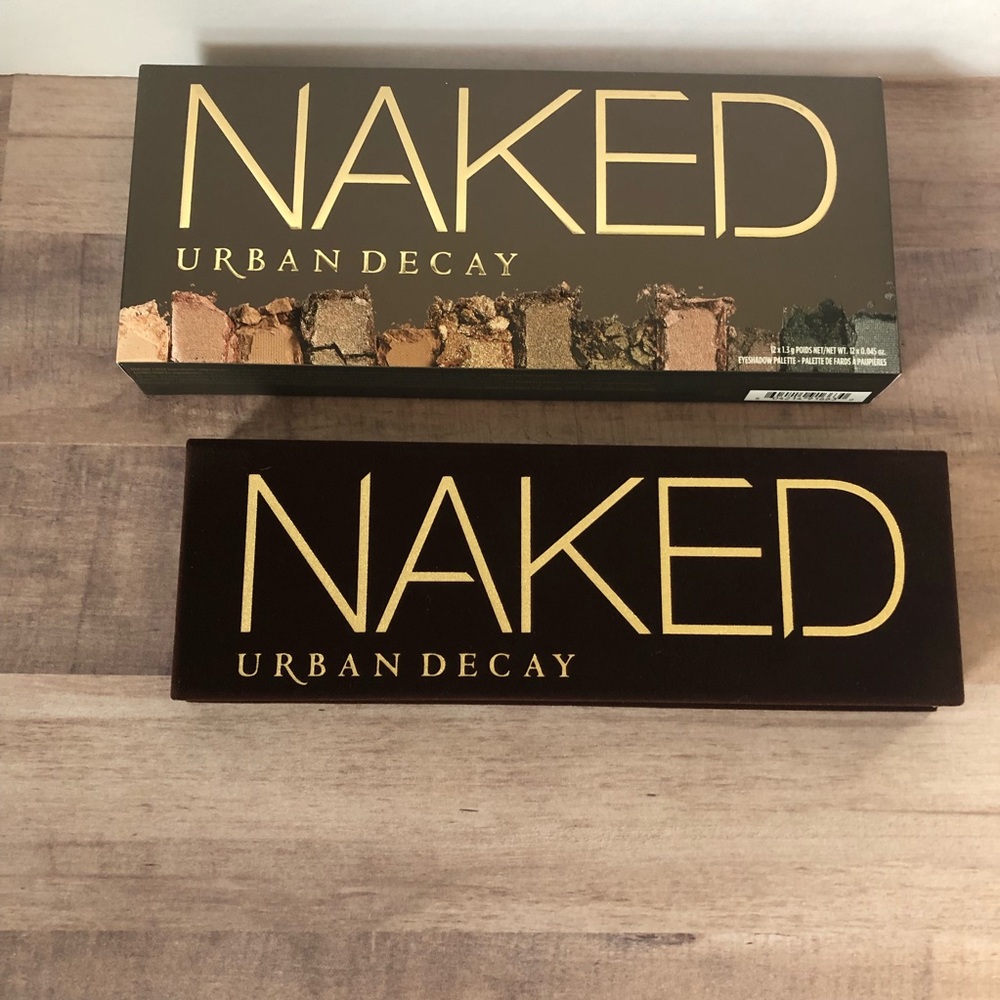 NAKED
URBAN DECAY
12 x 1.3 g POIDS NET/NET WT. 12 x 0.045 oz.
EYESHADOW PALETTE - PALETTE DE FARDS À PAUPIÈRES
NAKED
URBAN DECAY